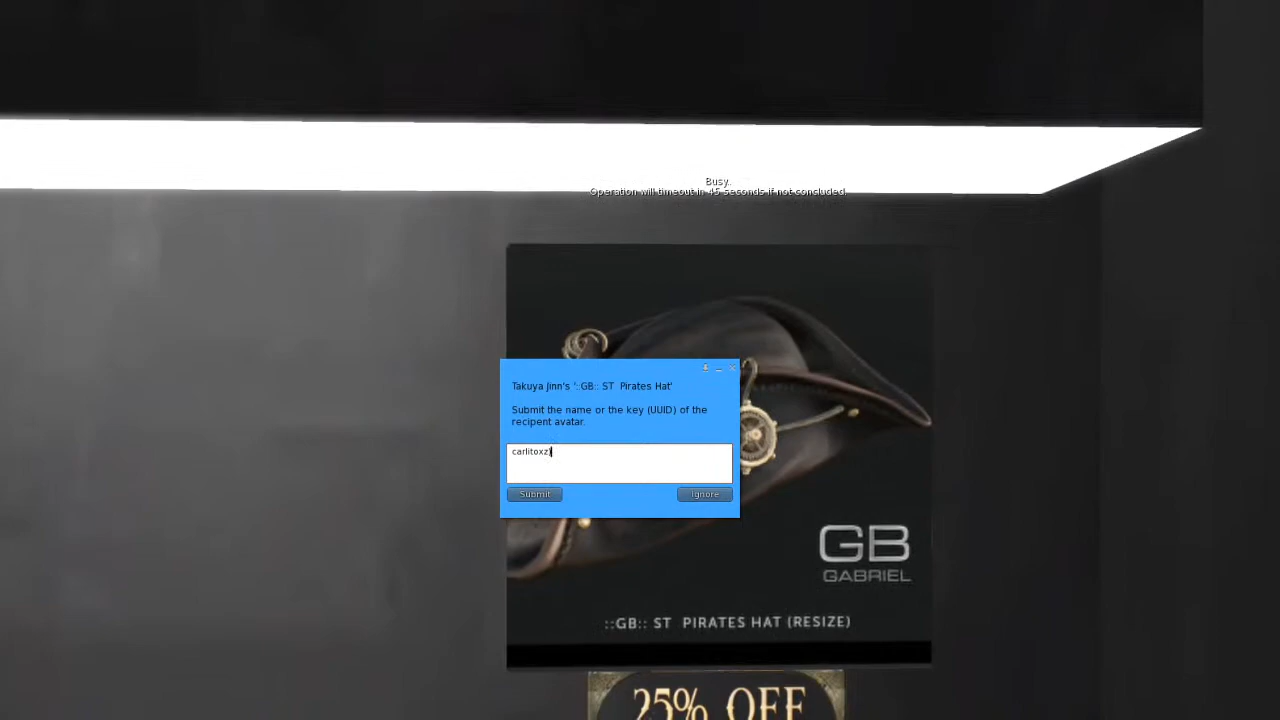 Busy.
Operation will timeout in 45 seconds if not concluded.
Takuya Jinn's '::GB:: ST  Pirates Hat'
Submit the name or the key (UUID) of the
recipent avatar.
Submit
Ignore
GB
GABRIEL
::GB:: ST  PIRATES HAT (RESIZE)
25% OFF